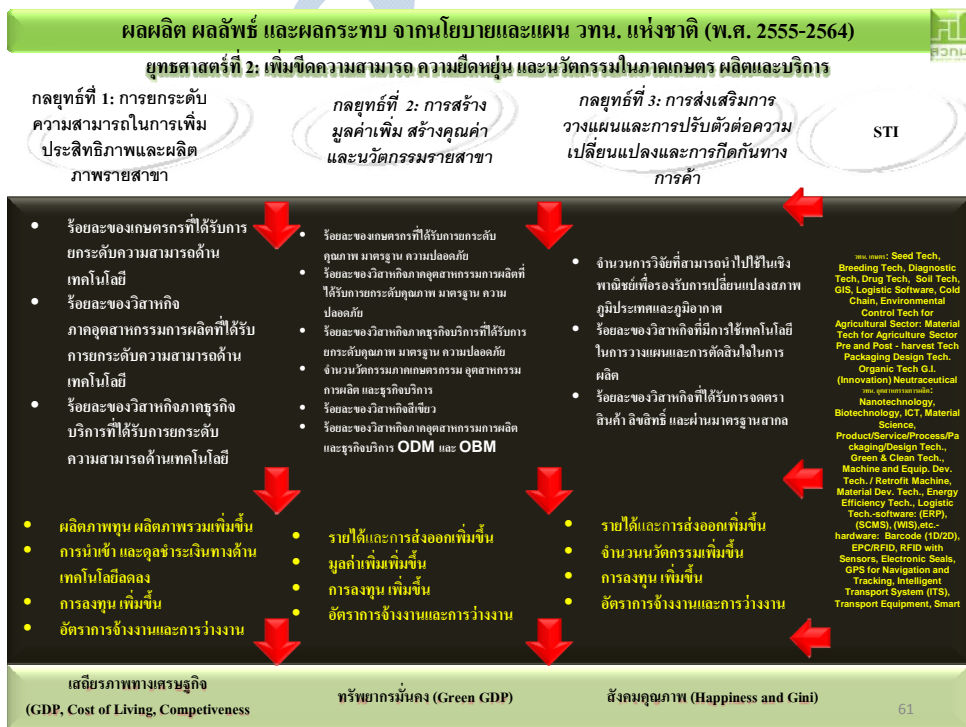 ผลผลิต ผลลัพธ์ และผลกระทบ จากนโยบายและแผน วทน. แห่งชาติ (พ.ศ. 2555-2564)
สวทน
ยุทธศาสตร์ที่ 2: เพิ่มขีดความสามารถ ความยืดหยุ่น และนวัตกรรมในภาคเกษตร ผลิตและบริการ
กลยุทธ์ที่ 1: การยกระดับ
ความสามารถในการเพิ่ม
ประสิทธิภาพและผลิต
ภาพรายสาขา
กลยุทธ์ที่ 2: การสร้าง
มูลค่าเพิ่ม สร้างคุณค่า
และนวัตกรรมรายสาขา
กลยุทธ์ที่ 3: การส่งเสริมการ
วางแผนและการปรับตัวต่อความ
เปลี่ยนแปลงและการกีดกันทาง
การค้า
STI
• ร้อยละของเกษตรกรที่ได้รับการ
ยกระดับความสามารถด้าน
เทคโนโลยี
• ร้อยละของวิสาหกิจ
ภาคอุตสาหกรรมการผลิตที่ได้รับ
การยกระดับความสามารถด้าน
เทคโนโลยี
• ร้อยละของวิสาหกิจภาคธุรกิจ
บริการที่ได้รับการยกระดับ
ความสามารถด้านเทคโนโลยี
• ร้อยละของเกษตรกรที่ได้รับการยกระดับ
คุณภาพ มาตรฐาน ความปลอดภัย
• ร้อยละของวิสาหกิจภาคอุตสาหกรรมการผลิตที่
ได้รับการยกระดับคุณภาพ มาตรฐาน ความ
ปลอดภัย
• ร้อยละของวิสาหกิจภาคธุรกิจบริการที่ได้รับการ
ยกระดับคุณภาพ มาตรฐาน ความปลอดภัย
• จำนวนนวัตกรรมภาคเกษตรกรรม อุตสาหกรรม
การผลิต และธุรกิจบริการ
• ร้อยละของวิสาหกิจสีเขียว
• ร้อยละของวิสาหกิจภาคอุตสาหกรรมการผลิต
และธุรกิจบริการ ODM และ OBM
• จำนวนการวิจัยที่สามารถนำไปใช้ในเชิง
พาณิชย์เพื่อรองรับการเปลี่ยนแปลงสภาพ
ภูมิประเทศและภูมิอากาศ
• ร้อยละของวิสาหกิจที่มีการใช้เทคโนโลยี
ในการวางแผนและการตัดสินใจในการ
ผลิต
• ร้อยละของวิสาหกิจที่ได้รับการจดตรา
สินค้า ลิขสิทธิ์ และผ่านมาตรฐานสากล
วทน. เกษตร: Seed Tech,
Breeding Tech, Diagnostic
Tech, Drug Tech, Soil Tech,
GIS, Logistic Software, Cold
Chain, Environmental
Control Tech for
Agricultural Sector: Material
Tech for Agriculture Sector
Pre and Post - harvest Tech
Packaging Design Tech.
Organic Tech G.I.
(Innovation) Neutraceutical
วทน. อุตสาหกรรมการผลิต:
Nanotechnology,
Biotechnology, ICT, Material
Science,
Product/Service/Process/Pa
ckaging/Design Tech.,
Green & Clean Tech.,
Machine and Equip. Dev.
Tech. / Retrofit Machine,
Material Dev. Tech., Energy
Efficiency Tech., Logistic
Tech.-software: (ERP),
(SCMS), (WIS),etc.-
hardware: Barcode (1D/2D),
EPC/RFID, RFID with
Sensors, Electronic Seals,
GPS for Navigation and
Tracking, Intelligent
Transport System (ITS),
Transport Equipment, Smart
• ผลิตภาพทุน ผลิตภาพรวมเพิ่มขึ้น
• การนำเข้า และดุลชำระเงินทางด้าน
เทคโนโลยีลดลง
• การลงทุน เพิ่มขึ้น
• อัตราการจ้างงานและการว่างงาน
• รายได้และการส่งออกเพิ่มขึ้น
• มูลค่าเพิ่มเพิ่มขึ้น
• การลงทุน เพิ่มขึ้น
• อัตราการจ้างงานและการว่างงาน
• รายได้และการส่งออกเพิ่มขึ้น
• จำนวนนวัตกรรมเพิ่มขึ้น
• การลงทุน เพิ่มขึ้น
• อัตราการจ้างงานและการว่างงาน
เสถียรภาพทางเศรษฐกิจ
(GDP, Cost of Living, Competiveness
ทรัพยากรมั่นคง (Green GDP)
สังคมคุณภาพ (Happiness and Gini)
61